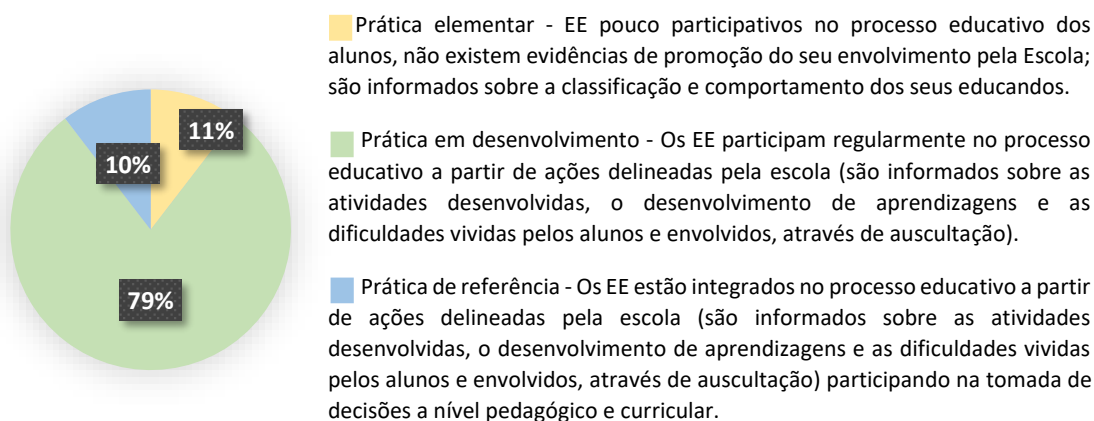 11%
10%
79%
Prática elementar - EE pouco participativos no processo educativo dos
alunos, não existem evidências de promoção do seu envolvimento pela Escola;
são informados sobre a classificação e comportamento dos seus educandos.
Prática em desenvolvimento - Os EE participam regularmente no processo
educativo a partir de ações delineadas pela escola (são informados sobre as
atividades desenvolvidas, o desenvolvimento de aprendizagens e as
dificuldades vividas pelos alunos e envolvidos, através de auscultação).
Prática de referência - Os EE estão integrados no processo educativo a partir
de ações delineadas pela escola (são informados sobre as atividades
desenvolvidas, o desenvolvimento de aprendizagens e as dificuldades vividas
pelos alunos e envolvidos, através de auscultação) participando na tomada de
decisões a nível pedagógico e curricular.